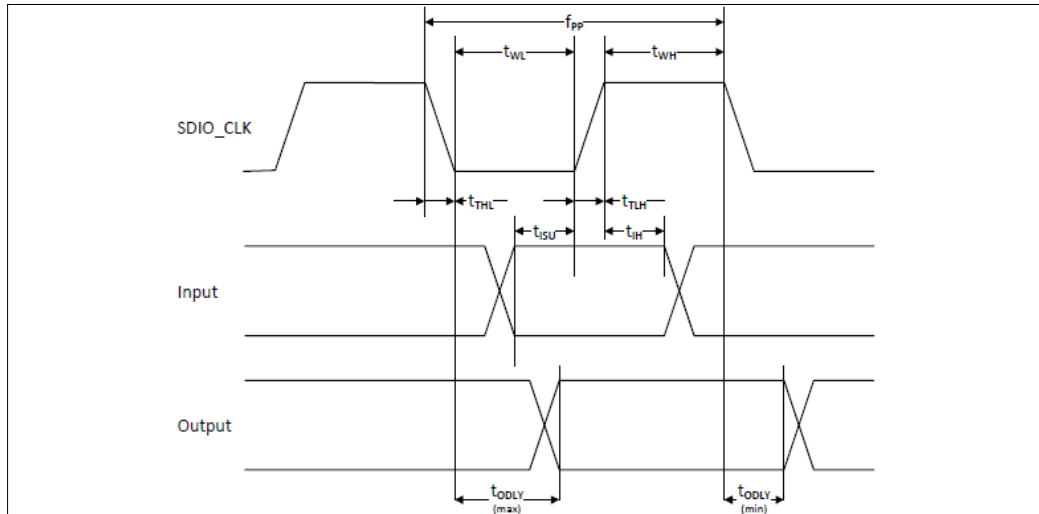 fPP
tWL
tWH
SDIO_CLK
tTHL
tTLH
tISU
tIH
Input
Output
tODLY
(max)
tODLY
(min)